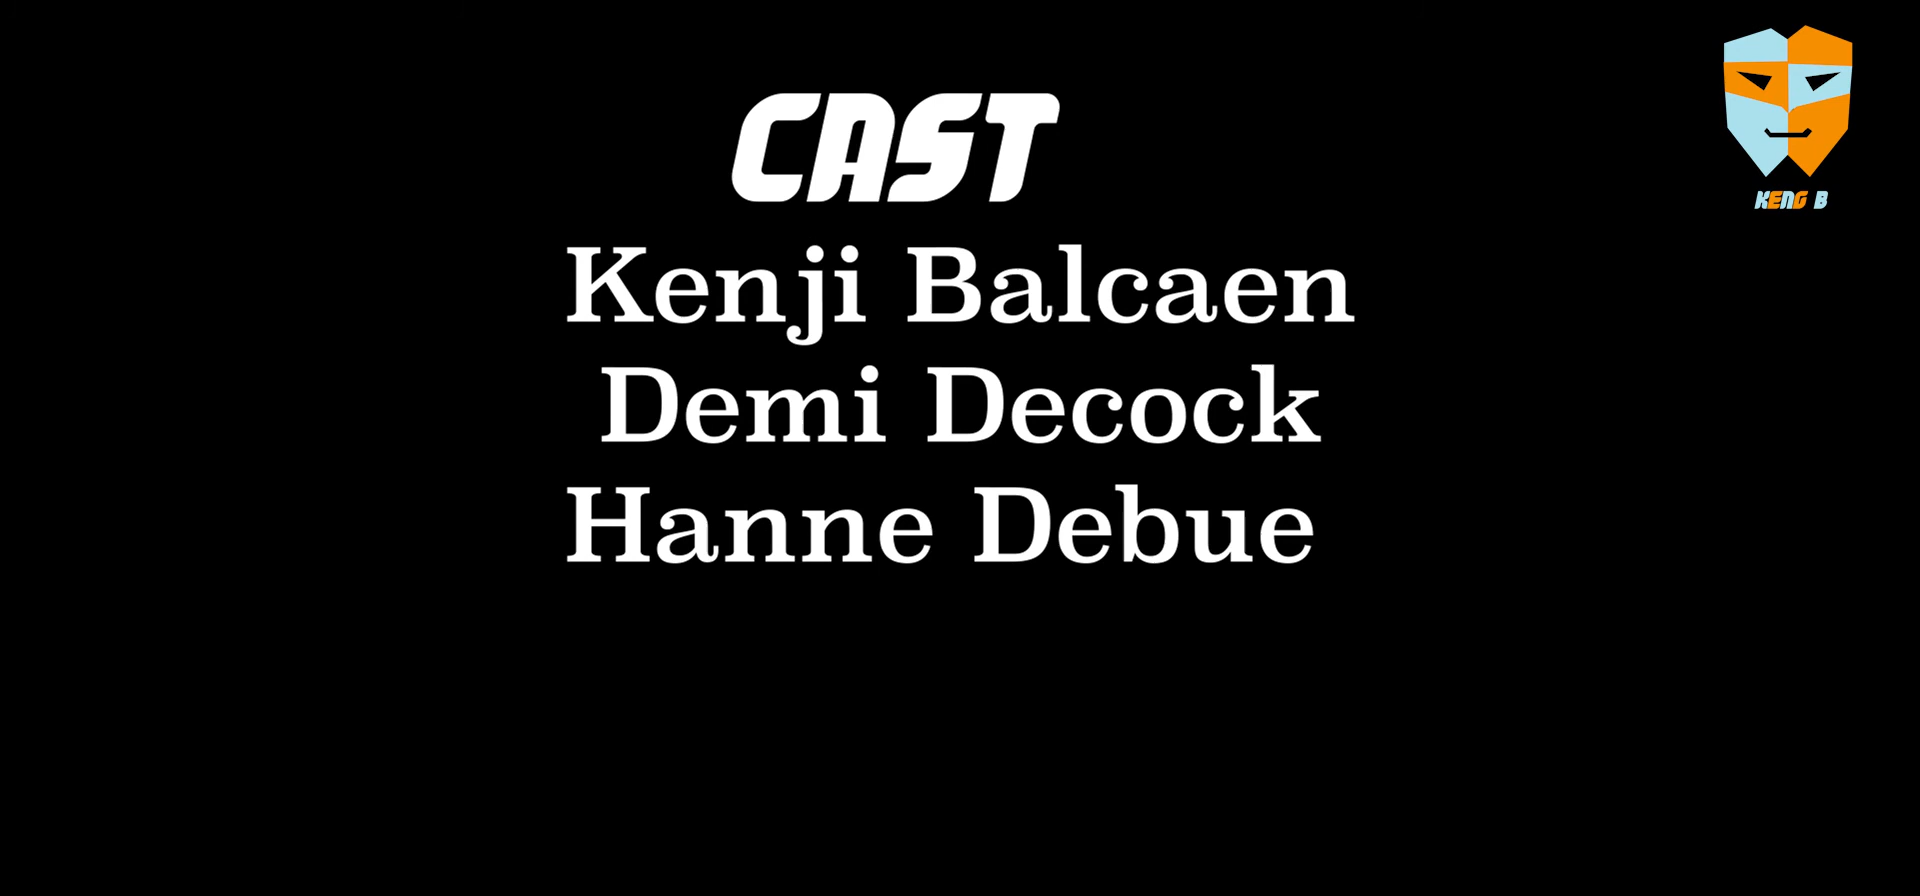 CAST
Kenji Balcaen
Demi Decock
Hanne Debue
KENG B